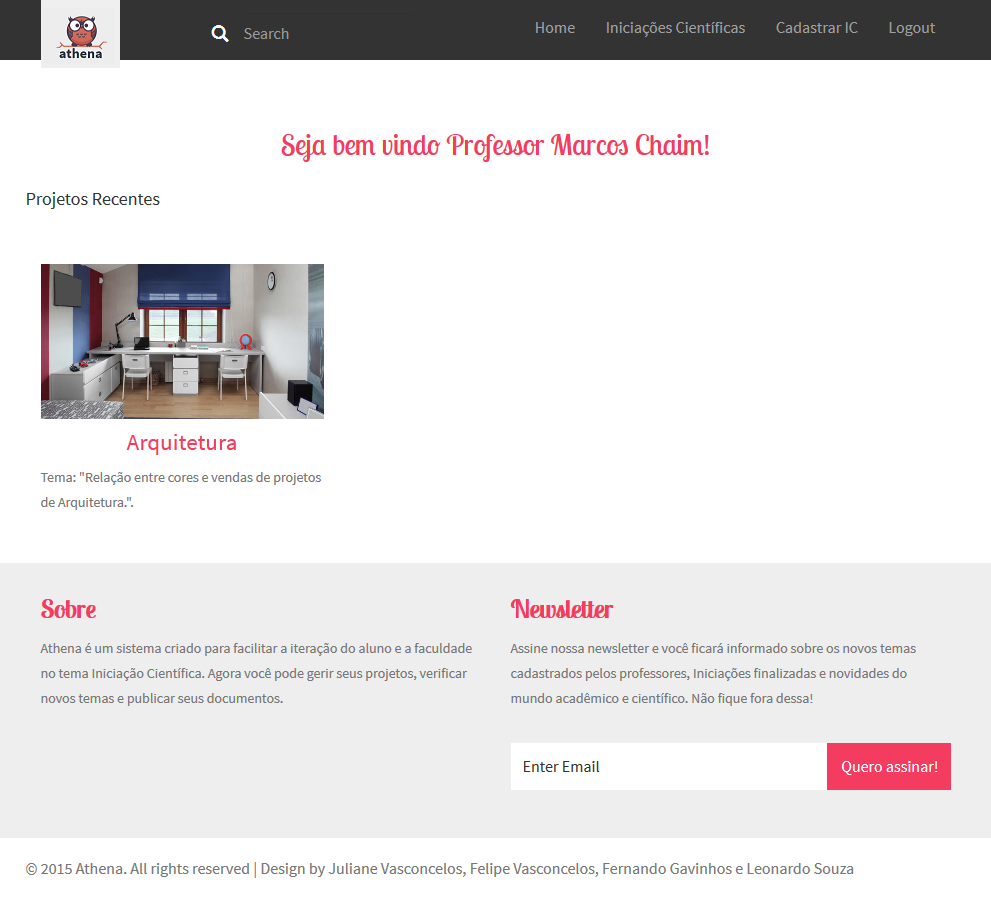 athena
Search
Home
Iniciações Científicas
Cadastrar IC
Logout
Seja bem vindo Professor Marcos Chaim!
Projetos Recentes
Arquitetura
Tema: "Relação entre cores e vendas de projetos
de Arquitetura.".
Sobre
Athena é um sistema criado para facilitar a iteração do aluno e a faculdade
no tema Iniciação Científica. Agora você pode gerir seus projetos, verificar
novos temas e publicar seus documentos.
Newsletter
Assine nossa newsletter e você ficará informado sobre os novos temas
cadastrados pelos professores, Iniciações finalizadas e novidades do
mundo acadêmico e científico. Não fique fora dessa!
Enter Email
Quero assinar!
© 2015 Athena. All rights reserved | Design by Juliane Vasconcelos, Felipe Vasconcelos, Fernando Gavinhos e Leonardo Souza